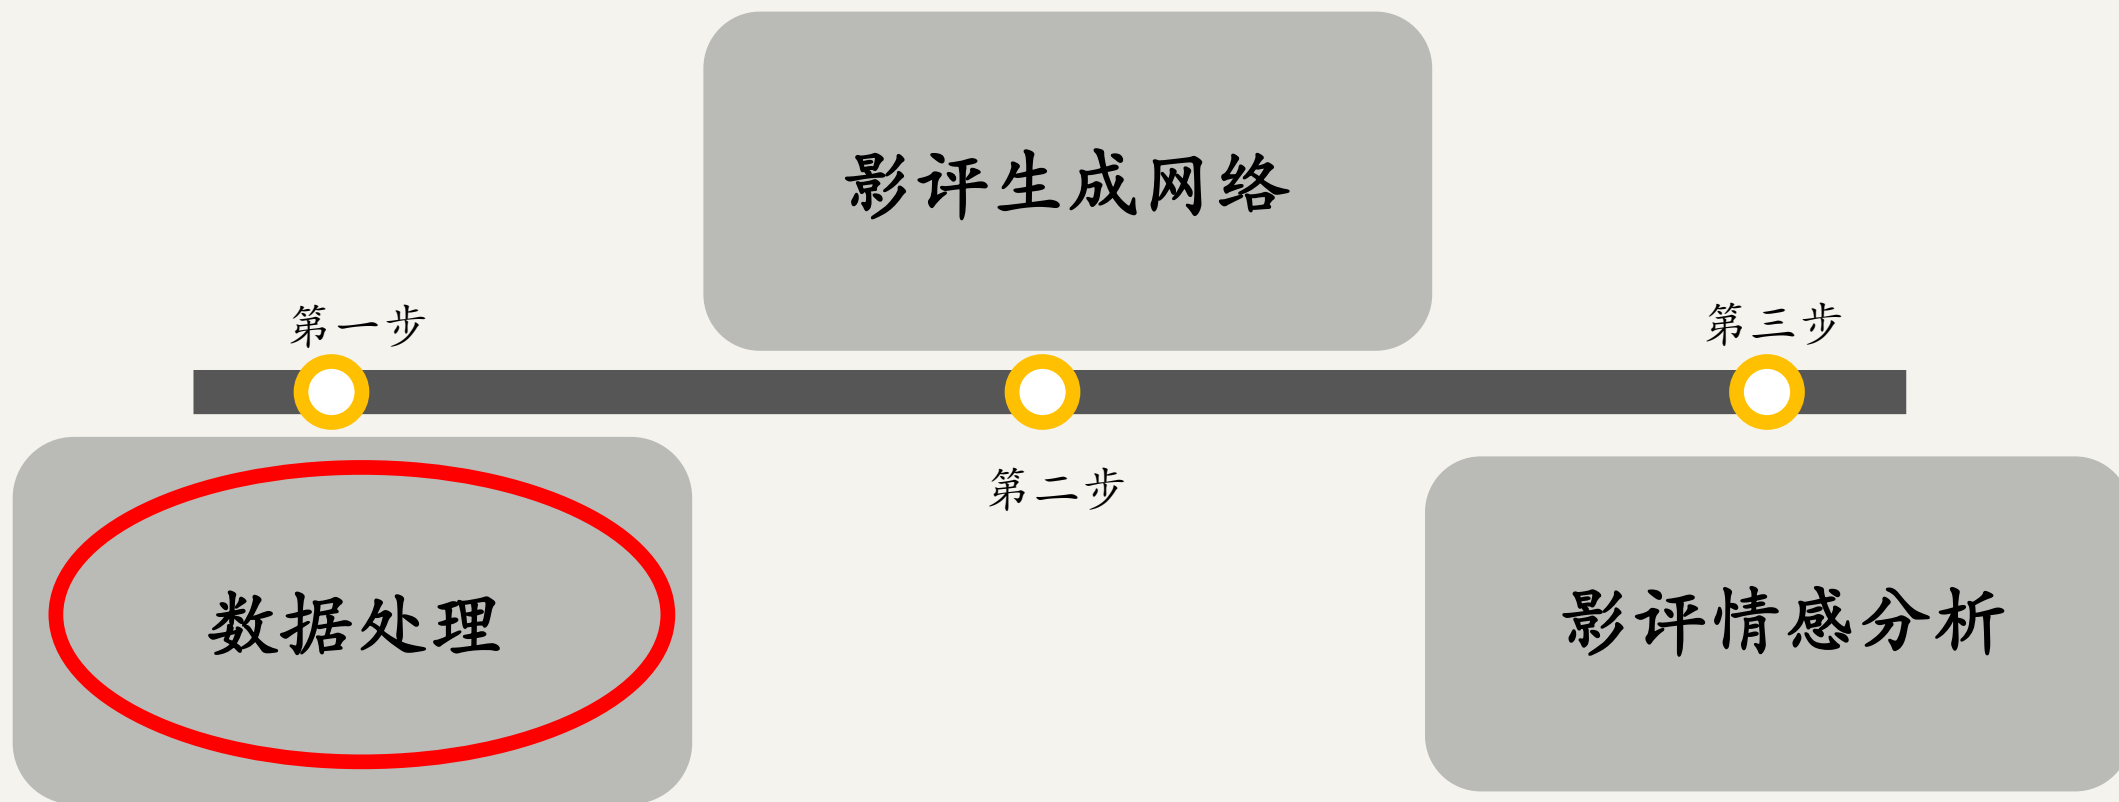 影评生成网络
第一步
第三步
第二步
数据处理
影评情感分析